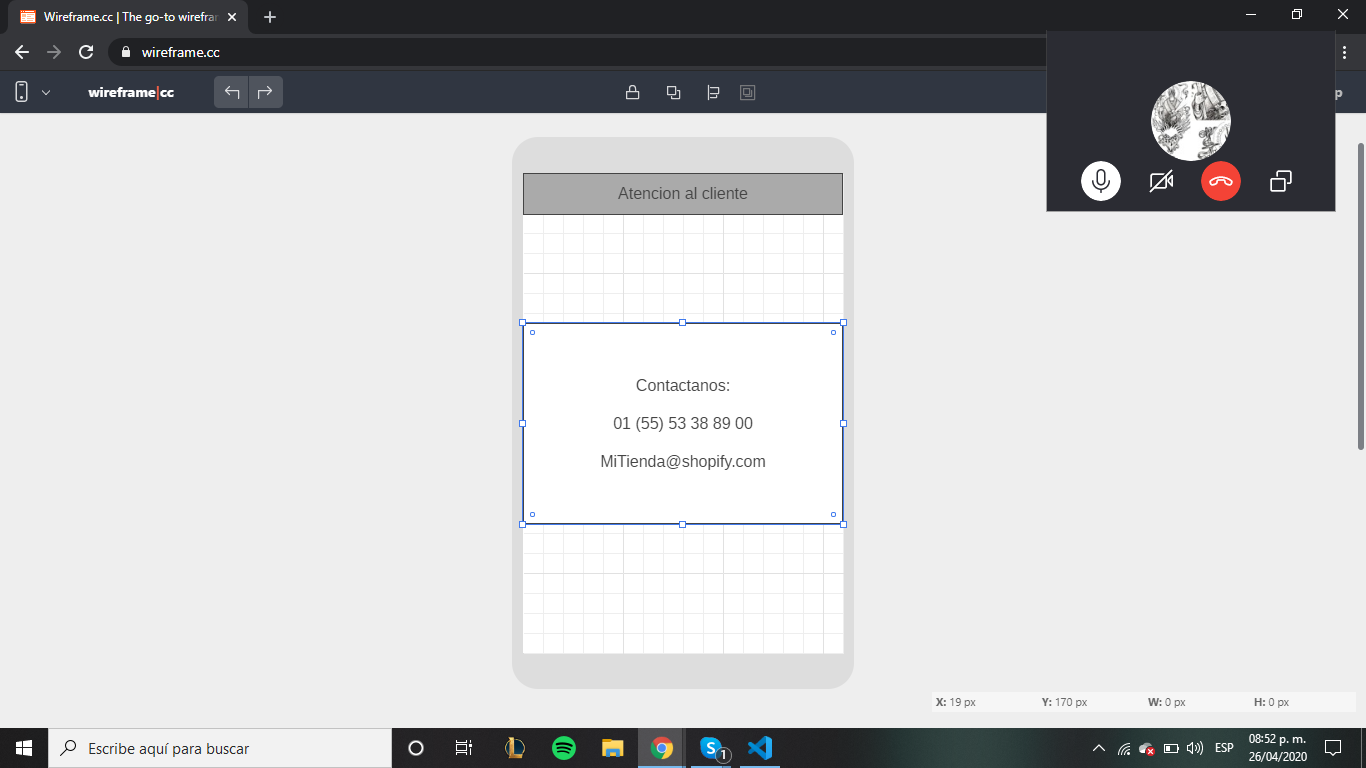 Wireframe.cc | The go-to wirefra
wireframe.cc
wireframe|cc
p
Atencion al cliente
Contactanos:
01 (55) 53 38 89 00
MiTienda@shopify.com
X: 19 px Y: 170 px W: 0 px H: 0 px
Escribe aquí para buscar
1
ESP
08:52 p. m.
26/04/2020